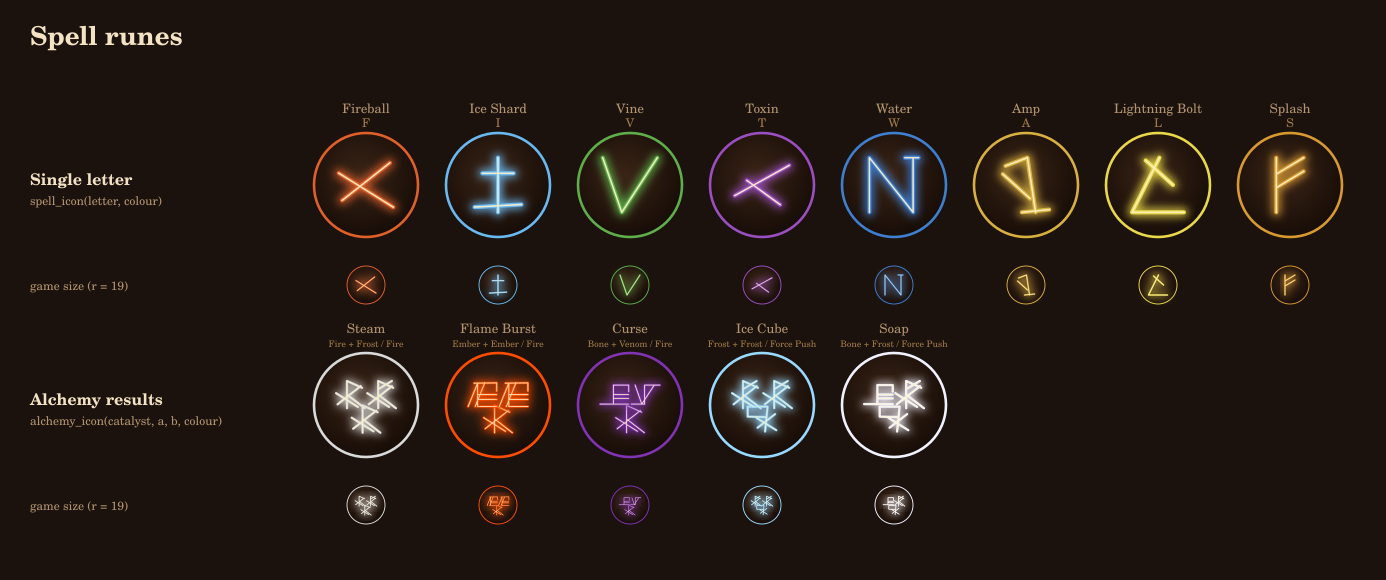 Spell runes
Fireball
F
Ice Shard
I
Vine
V
Toxin
T
Water
W
Amp
A
Lightning Bolt
L
Splash
S
Single letter
spell_icon(letter, colour)
game size (r = 19)
Steam
Fire + Frost / Fire
Flame Burst
Ember + Ember / Fire
Curse
Bone + Venom / Fire
Ice Cube
Frost + Frost / Force Push
Soap
Bone + Frost / Force Push
Alchemy results
alchemy_icon(catalyst, a, b, colour)
game size (r = 19)